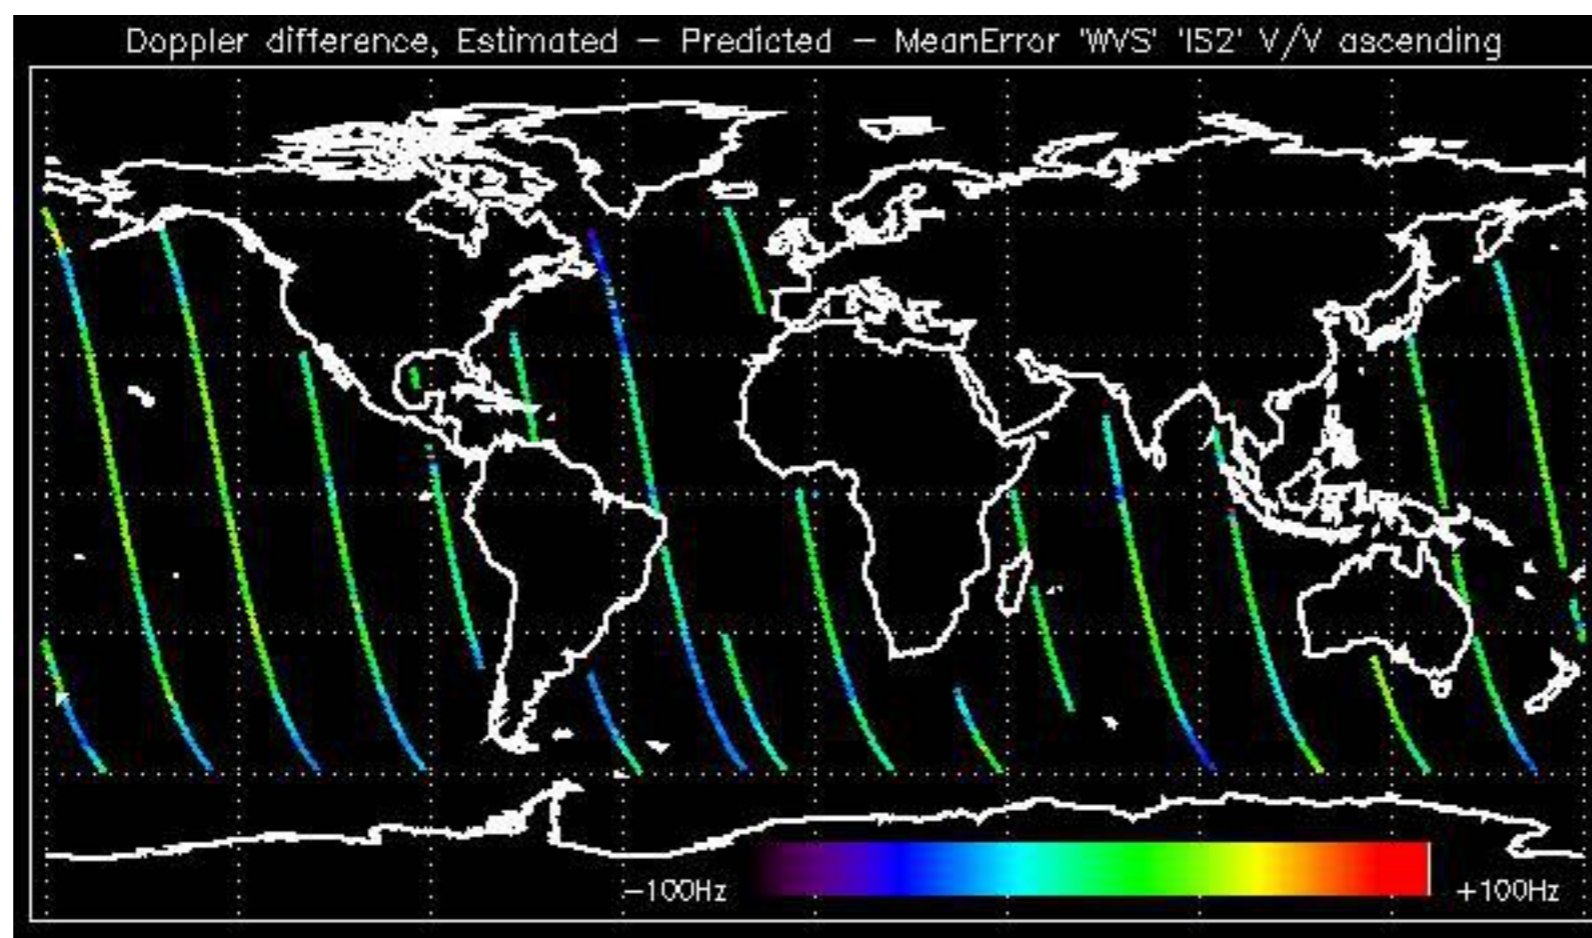 Doppler difference, Estimated – Predicted – MeanError 'WVS' 'IS2' V/V ascending
−100Hz
+100Hz